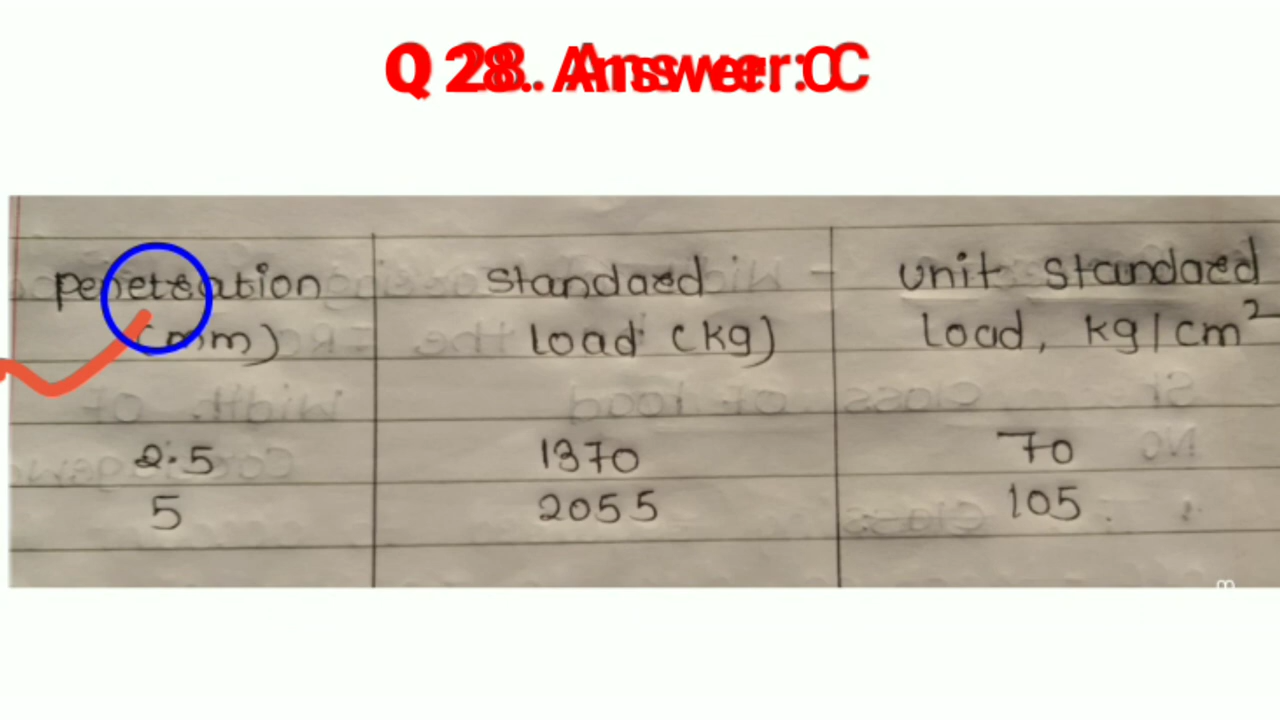 Q 28. Answer: C
penetration standard unit standard
(mm) load (kg) load, kg/cm²
2.5 1370 70
5 2055 105